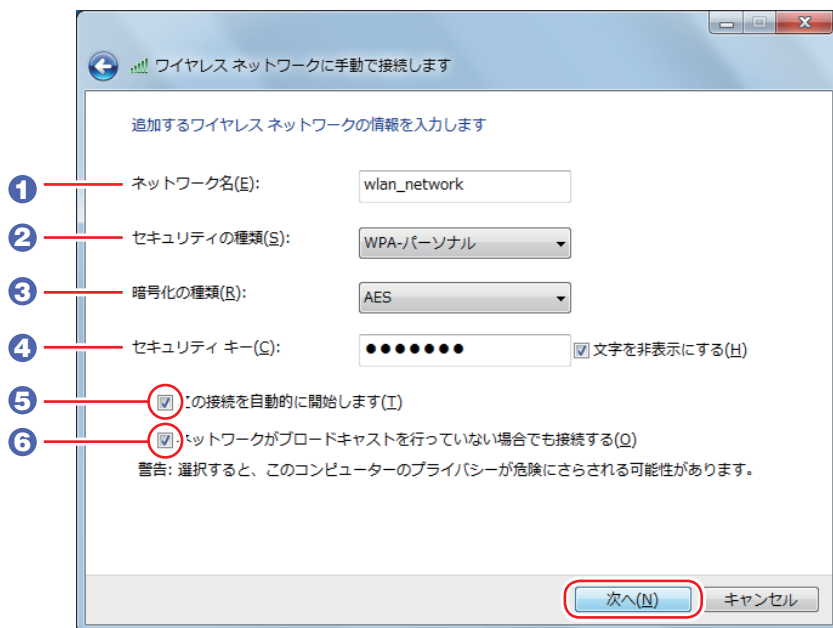 ワイヤレス ネットワークに手動で接続します
追加するワイヤレス ネットワークの情報を入力します
1 ネットワーク名(E): wlan_network
2 セキュリティの種類(S): WPA-パーソナル
3 暗号化の種類(R): AES
4 セキュリティ キー(C): ●●●●●●● 文字を非表示にする(H)
5 この接続を自動的に開始します(T)
6 ネットワークがブロードキャストを行っていない場合でも接続する(O)
警告: 選択すると、このコンピューターのプライバシーが危険にさらされる可能性があります。
次へ(N) キャンセル